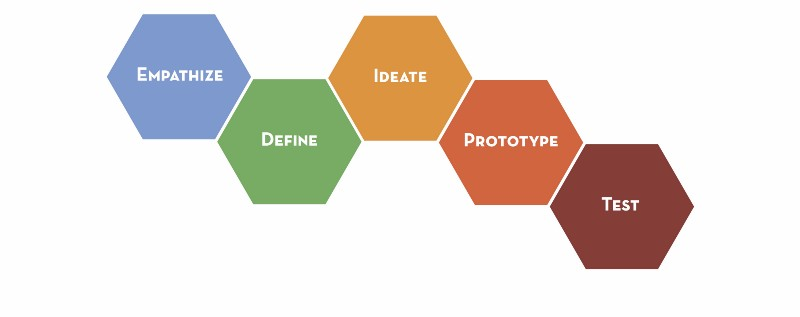 Empathize
Define
Ideate
Prototype
Test